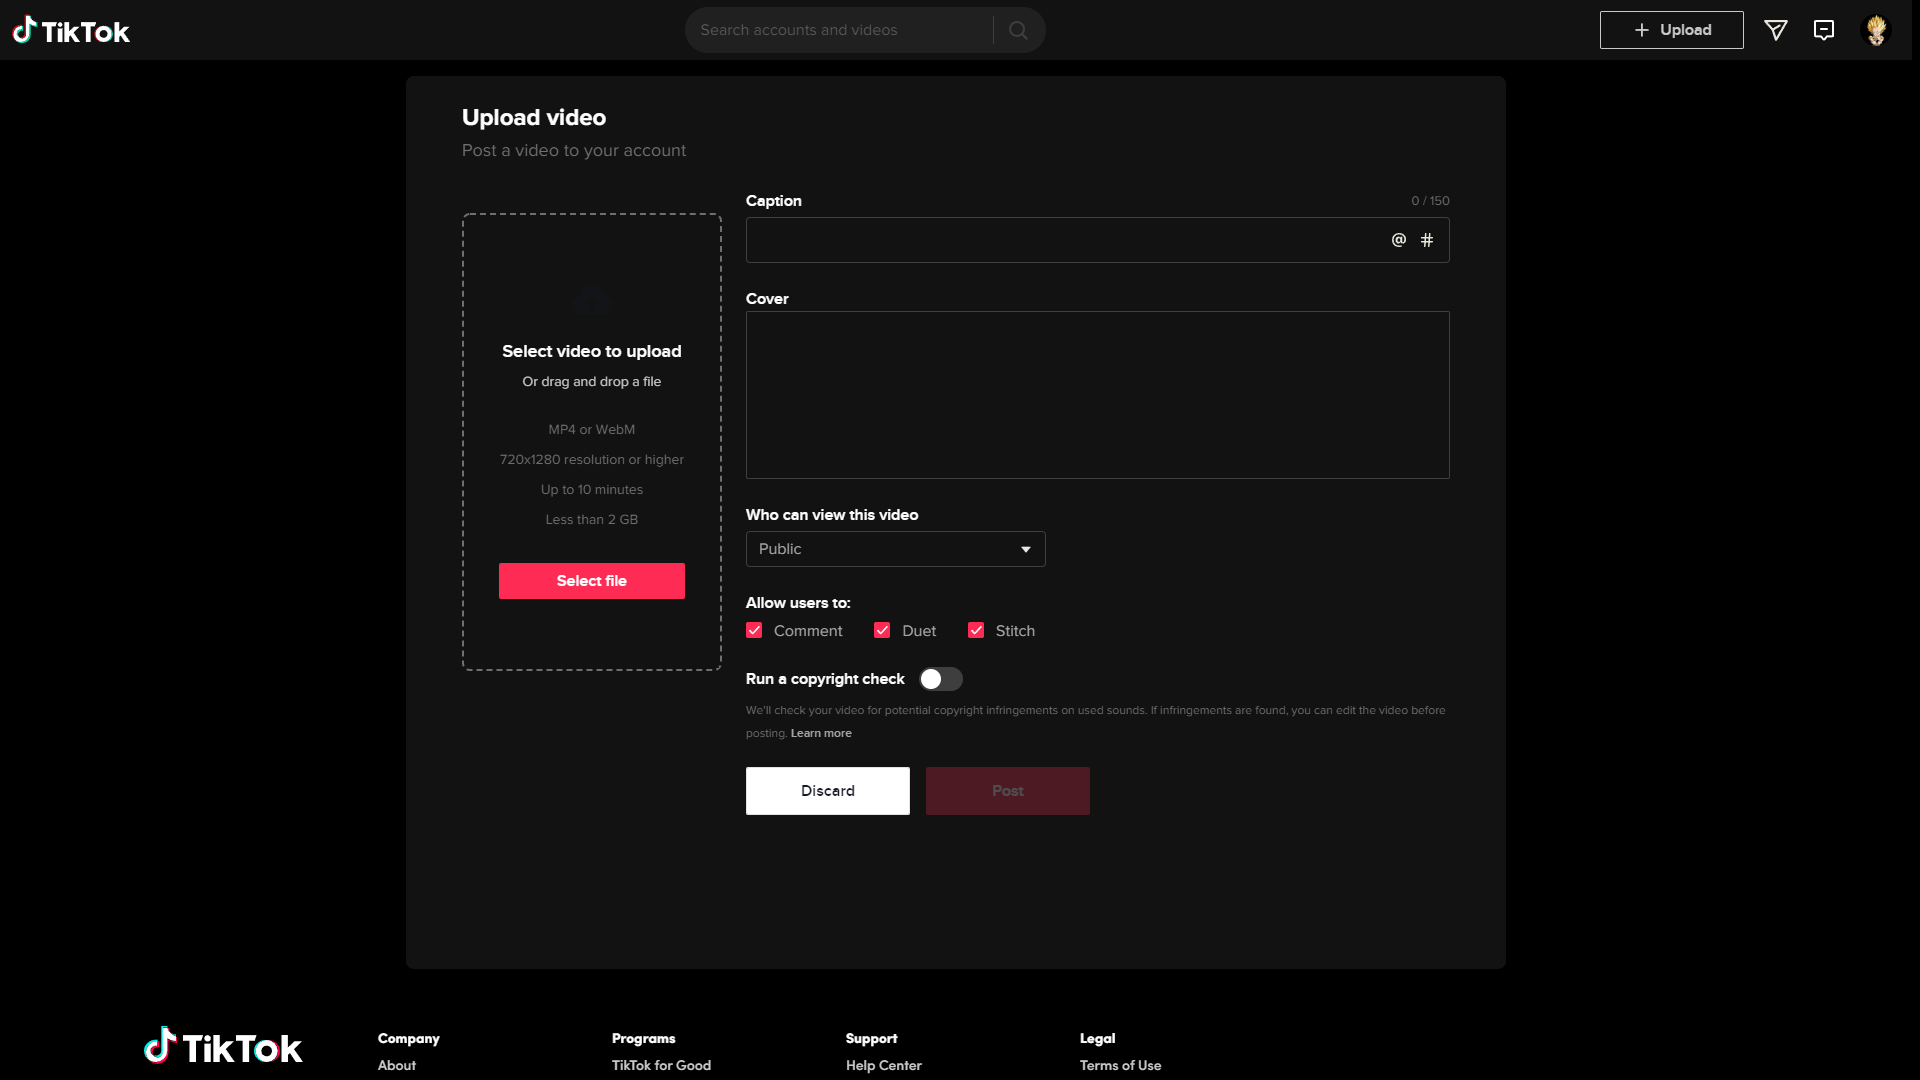 TikTok
Search accounts and videos
Upload
Upload video
Post a video to your account
Select video to upload
Or drag and drop a file
MP4 or WebM
720x1280 resolution or higher
Up to 10 minutes
Less than 2 GB
Select file
Caption
0 / 150
@ #
Cover
Who can view this video
Public
Allow users to:
Comment Duet Stitch
Run a copyright check
We'll check your video for potential copyright infringements on used sounds. If infringements are found, you can edit the video before
posting. Learn more
Discard Post
TikTok
Company
About
Programs
TikTok for Good
Support
Help Center
Legal
Terms of Use